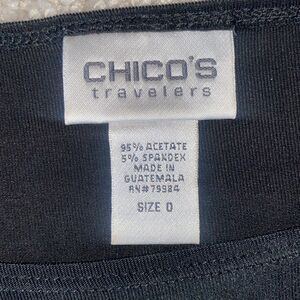 CHICO'S
travelers
95% ACETATE
5% SPANDEX
MADE IN
GUATEMALA
RN#79984
SIZE 0